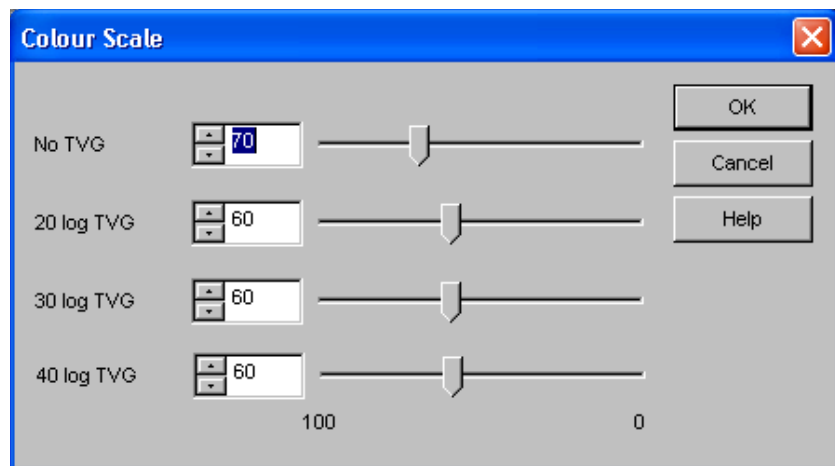 Colour Scale
OK
No TVG 70
Cancel
20 log TVG 60
Help
30 log TVG 60
40 log TVG 60
100 0